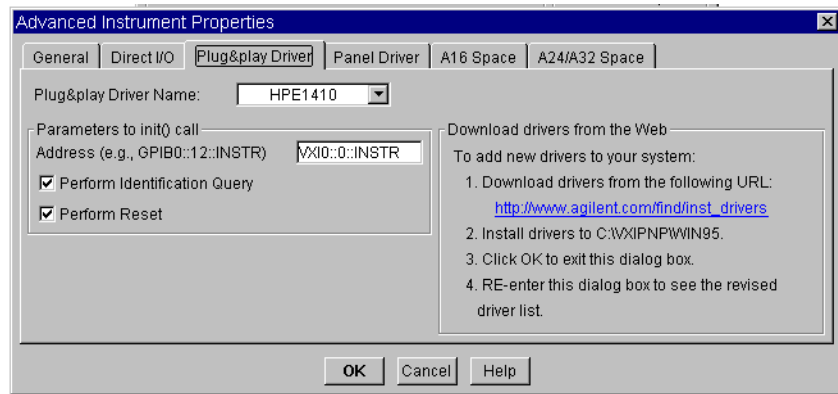 Advanced Instrument Properties
General Direct I/O Plug&play Driver Panel Driver A16 Space A24/A32 Space
Plug&play Driver Name: HPE1410
Parameters to init() call
Address (e.g., GPIB0::12::INSTR) VXI0::0::INSTR
Perform Identification Query
Perform Reset
Download drivers from the Web
To add new drivers to your system:
1. Download drivers from the following URL:
http://www.agilent.com/find/inst_drivers
2. Install drivers to C:\VXIPNP\WIN95.
3. Click OK to exit this dialog box.
4. RE-enter this dialog box to see the revised
driver list.
OK Cancel Help